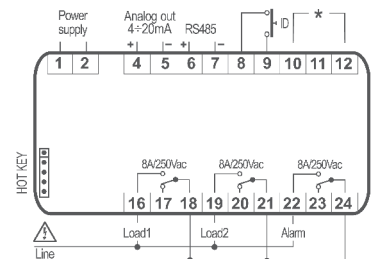 Power supply
Analog out 4÷20mA
RS485
ID
*
+ − + −
1 2 4 5 6 7 8 9 10 11 12
HOT KEY
8A/250Vac 8A/250Vac 8A/250Vac
16 17 18 19 20 21 22 23 24
Load1 Load2 Alarm
Line